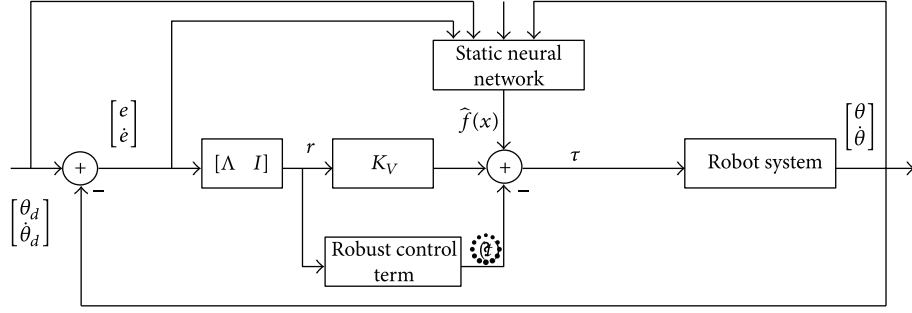 Static neural
network
[e
ė]
f̂(x)
[θ
θ̇]
+
[Λ I]
r
K_V
+
τ
Robot system
−
−
[θ_d
θ̇_d]
Robust control
term